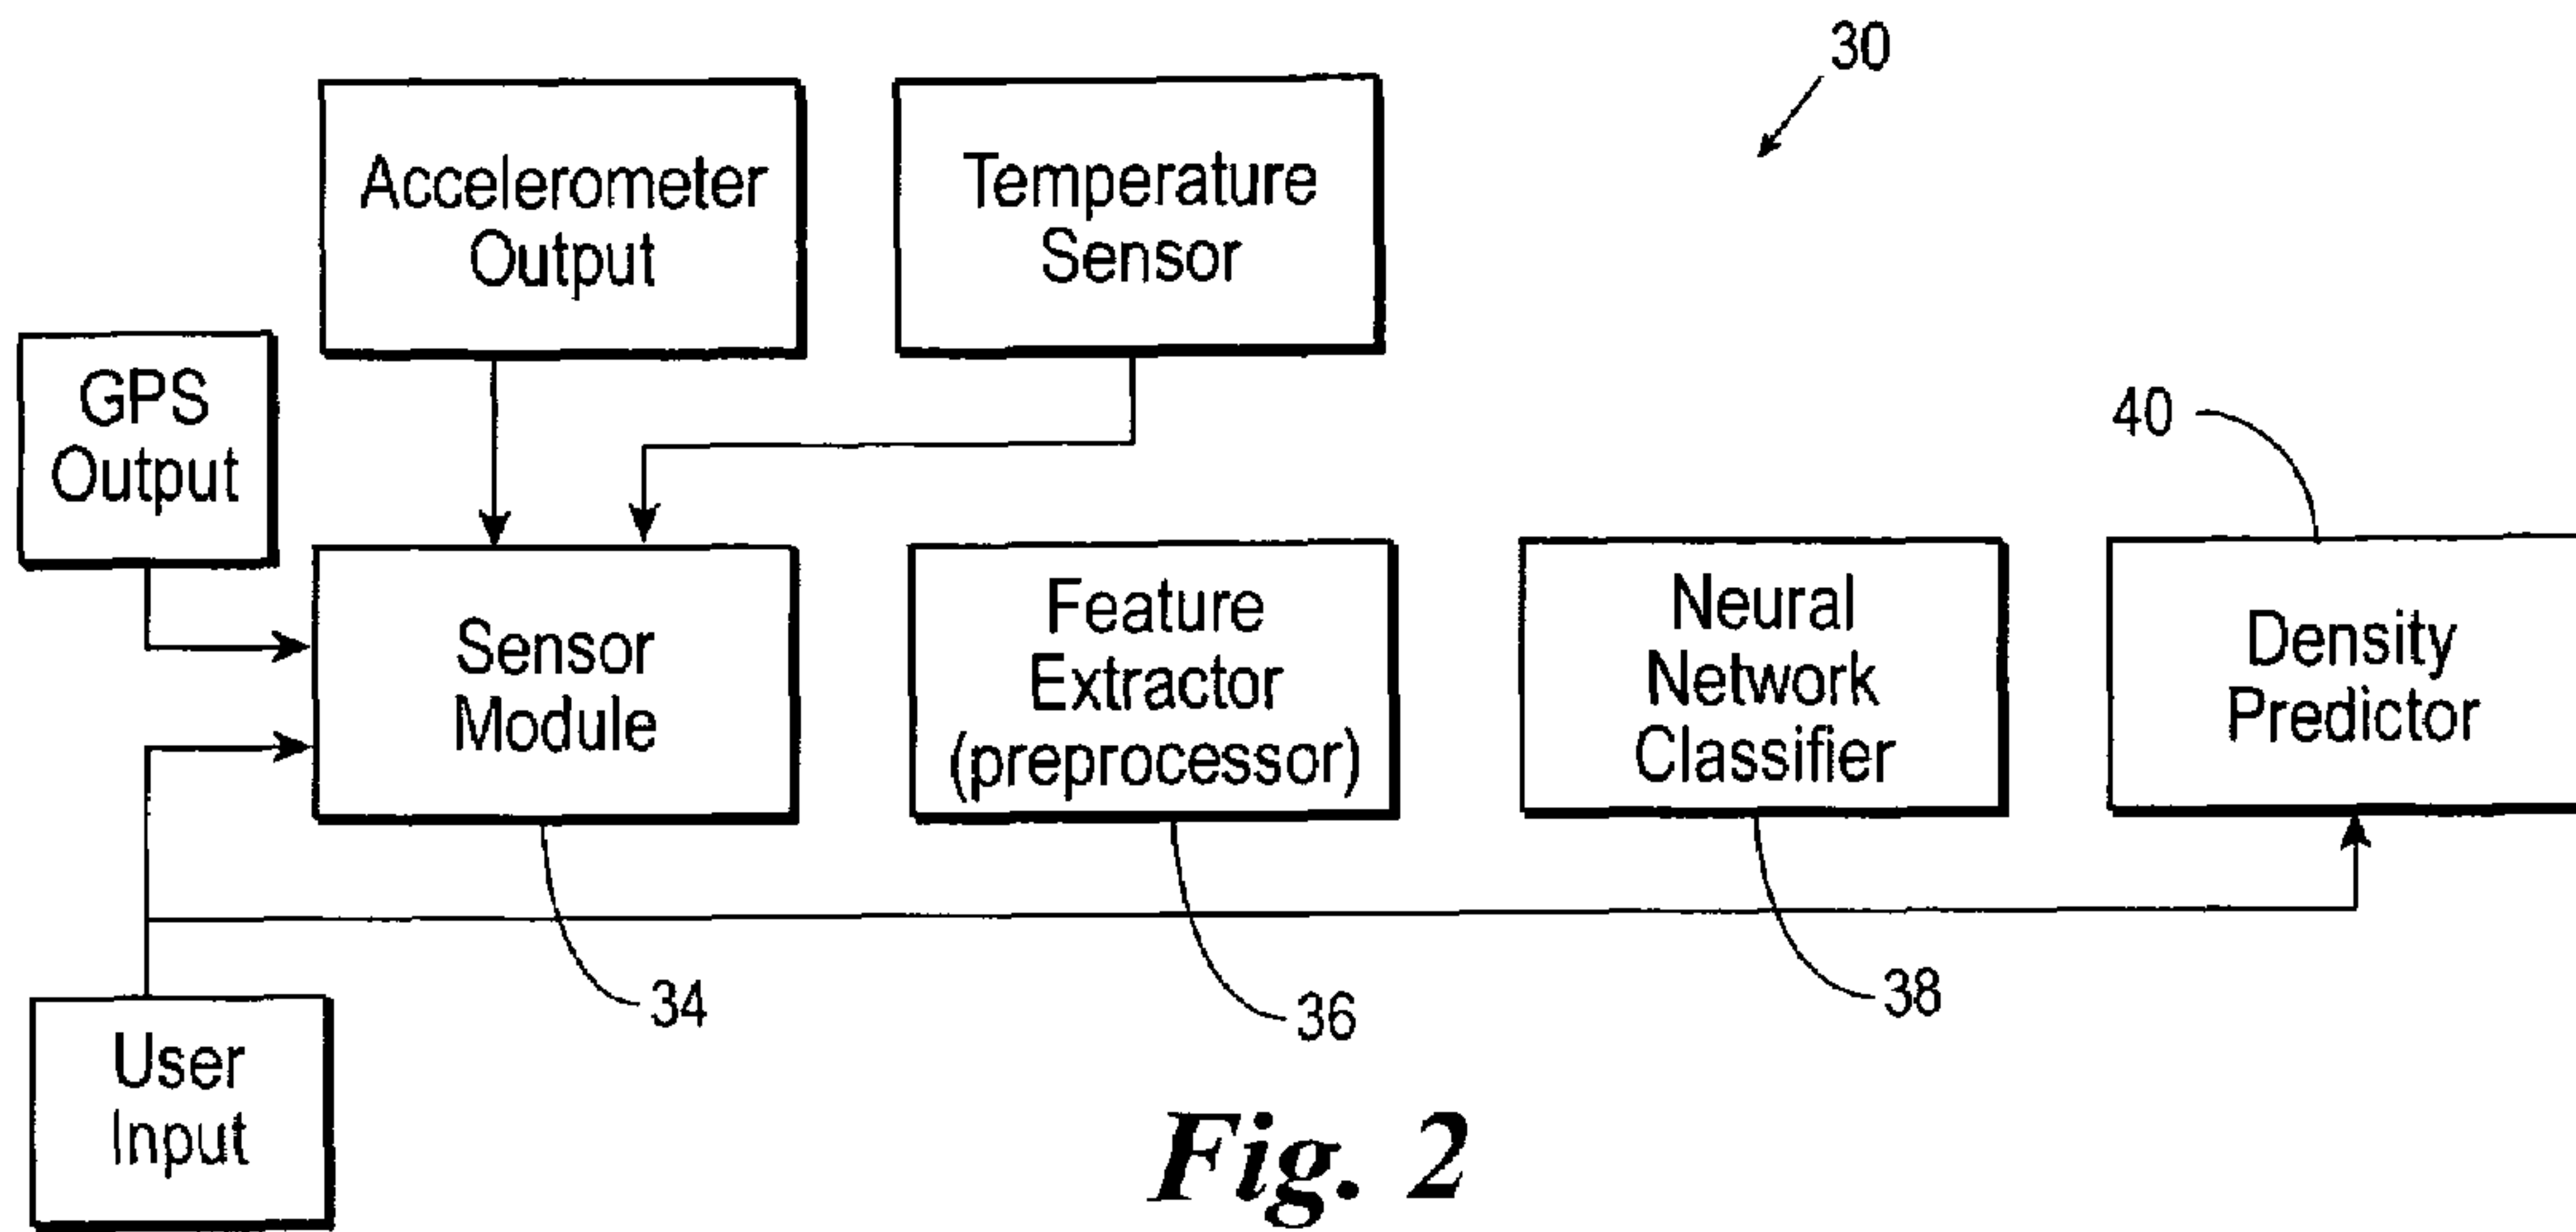 30
Accelerometer
Output
Temperature
Sensor
GPS
Output
40
Sensor
Module
Feature
Extractor
(preprocessor)
Neural
Network
Classifier
Density
Predictor
34
36
38
User
Input
Fig. 2